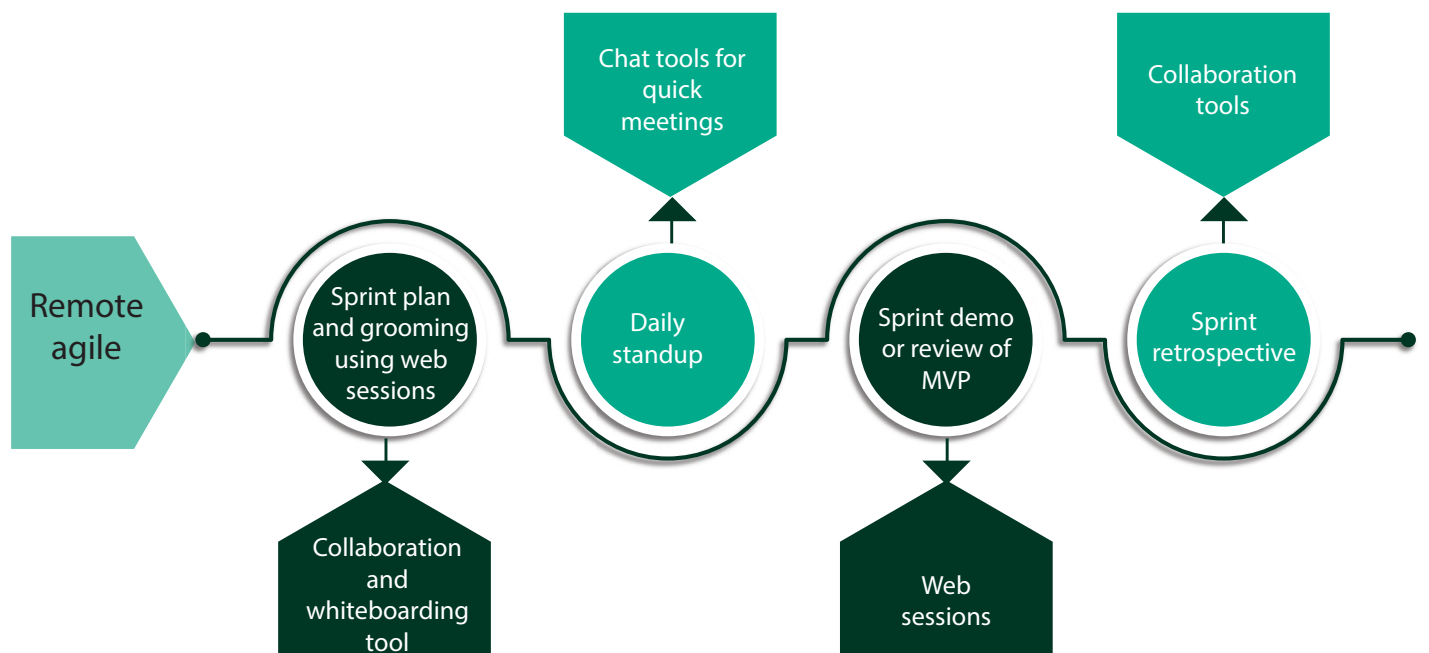 Remote
agile
Sprint plan
and grooming
using web
sessions
Collaboration
and
whiteboarding
tool
Chat tools for
quick
meetings
Daily
standup
Sprint demo
or review of
MVP
Web
sessions
Collaboration
tools
Sprint
retrospective